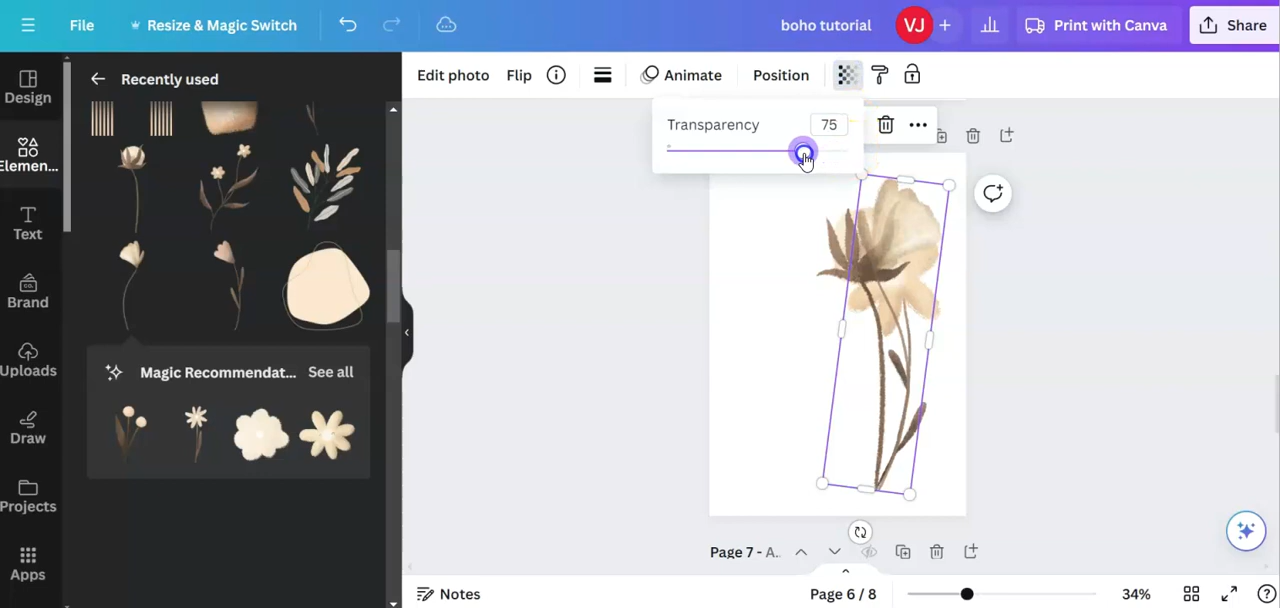 File
Resize & Magic Switch
boho tutorial
VJ
Print with Canva
Share
Design
Elemen...
Text
Brand
Uploads
Draw
Projects
Apps
Recently used
Magic Recommendat...
See all
Edit photo
Flip
Animate
Position
Transparency
75
Page 7 - A..
Notes
Page 6 / 8
34%